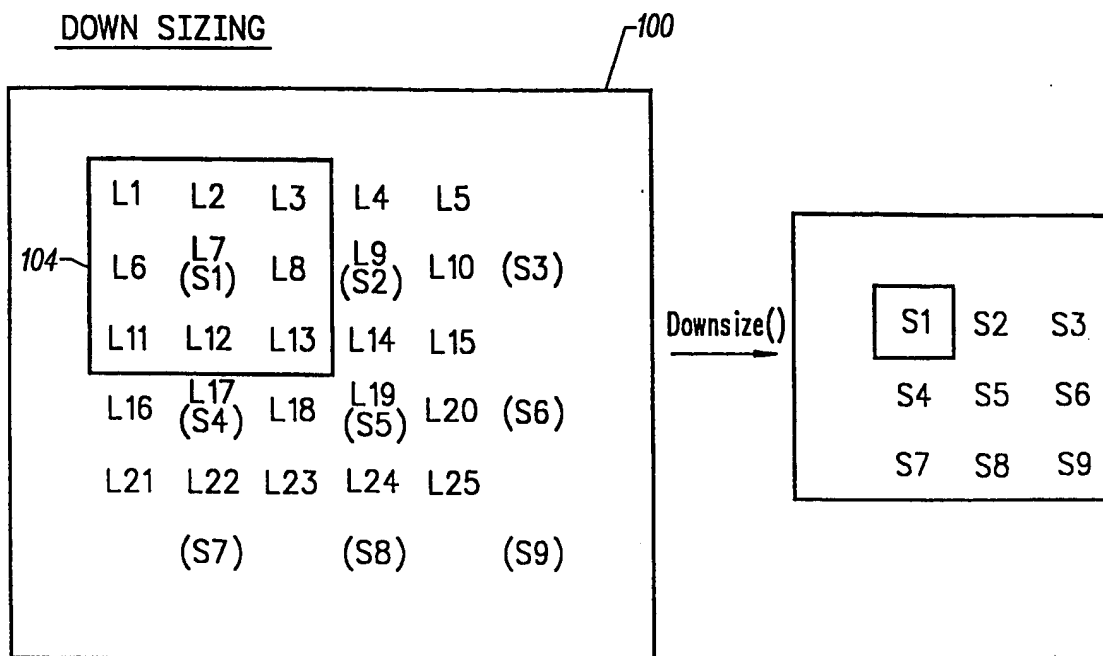 DOWN SIZING
100
L1 L2 L3 L4 L5
104
L6 L7 (S1) L8 L9 (S2) L10 (S3)
L11 L12 L13 L14 L15
L16 L17 (S4) L18 L19 (S5) L20 (S6)
L21 L22 L23 L24 L25
(S7) (S8) (S9)
Downsize()
S1 S2 S3
S4 S5 S6
S7 S8 S9